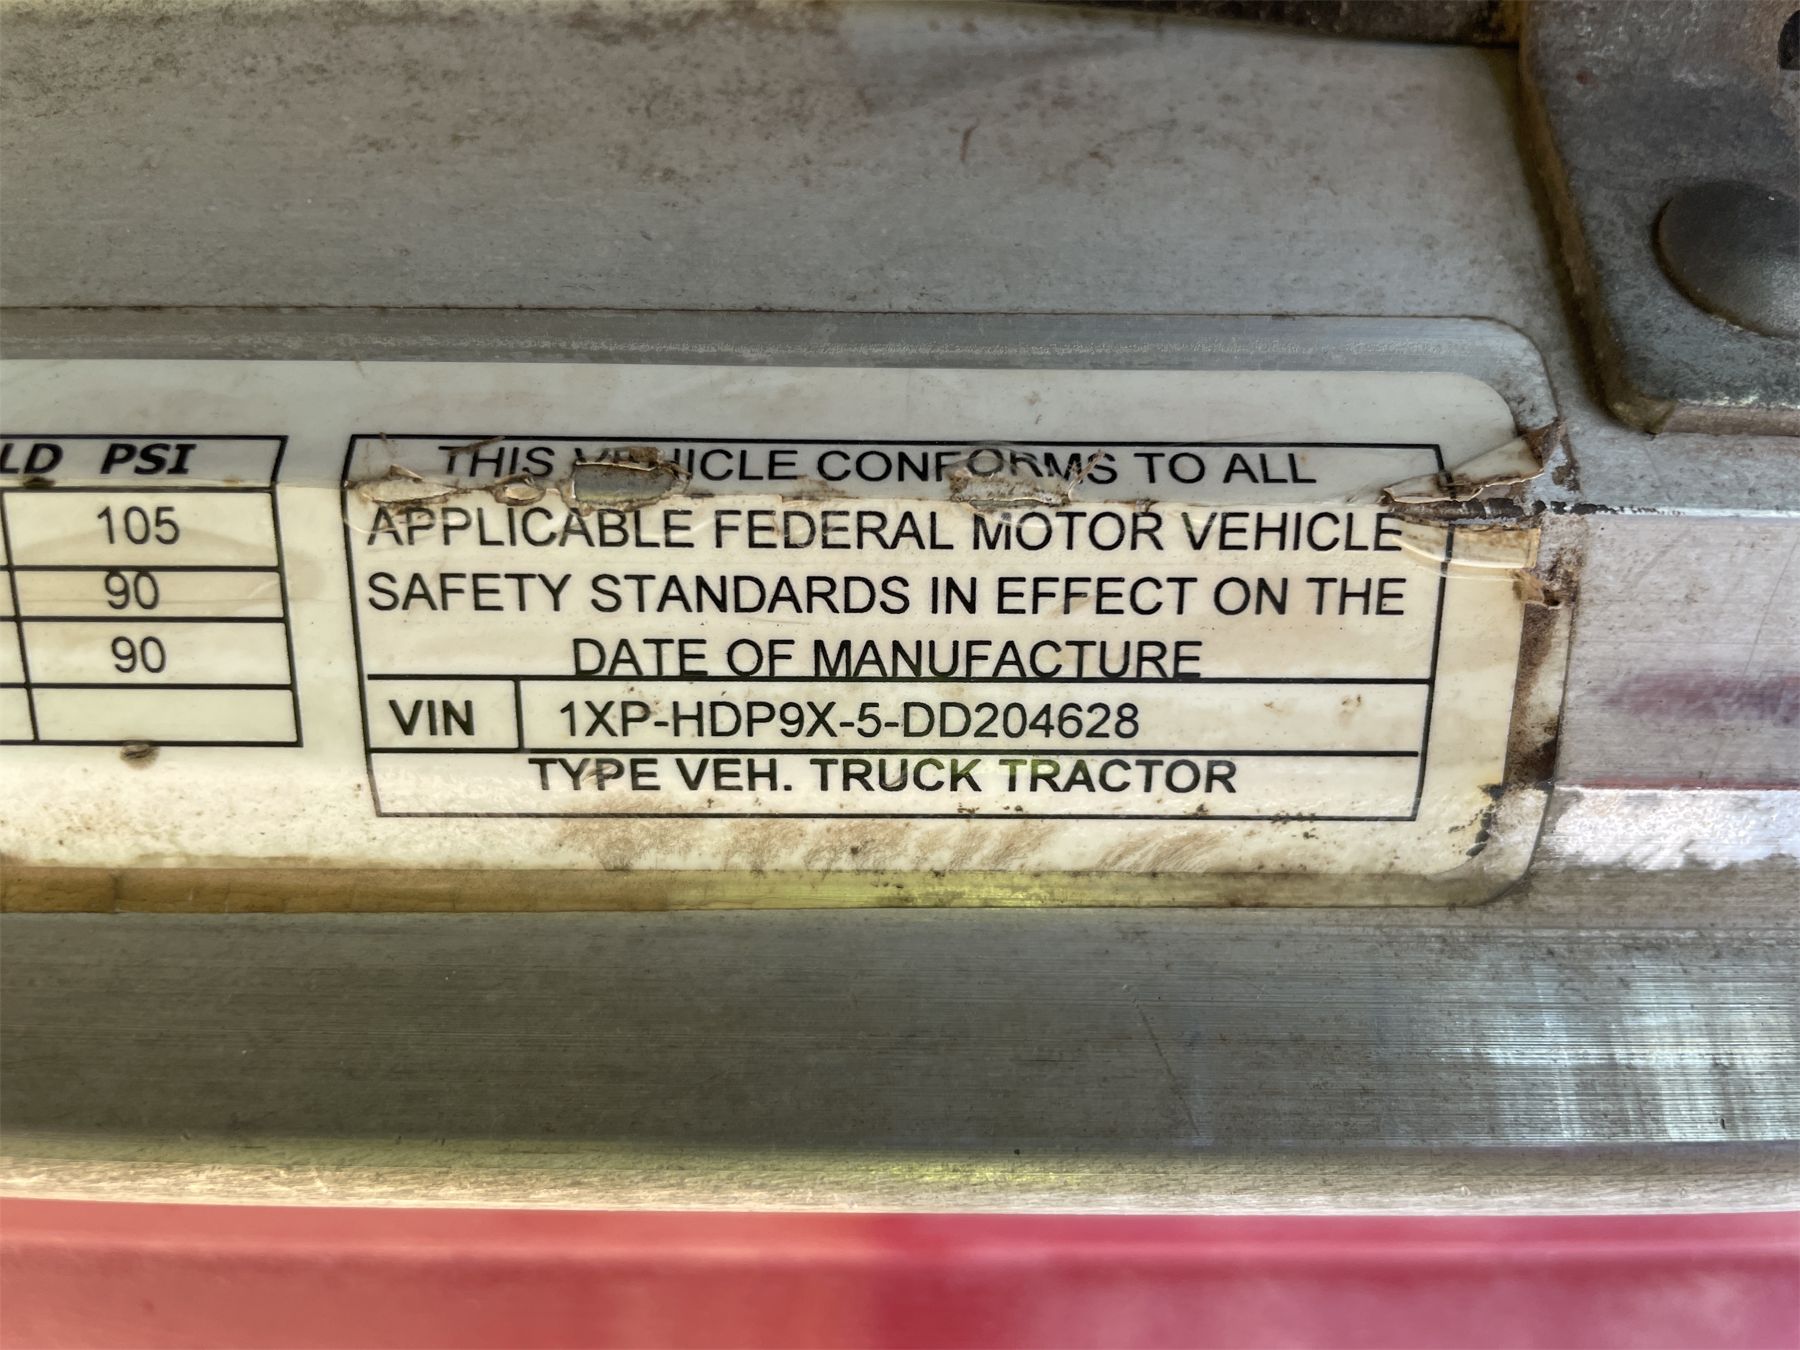 LD PSI
105
90
90
THIS VEHICLE CONFORMS TO ALL
APPLICABLE FEDERAL MOTOR VEHICLE
SAFETY STANDARDS IN EFFECT ON THE
DATE OF MANUFACTURE
VIN 1XP-HDP9X-5-DD204628
TYPE VEH. TRUCK TRACTOR